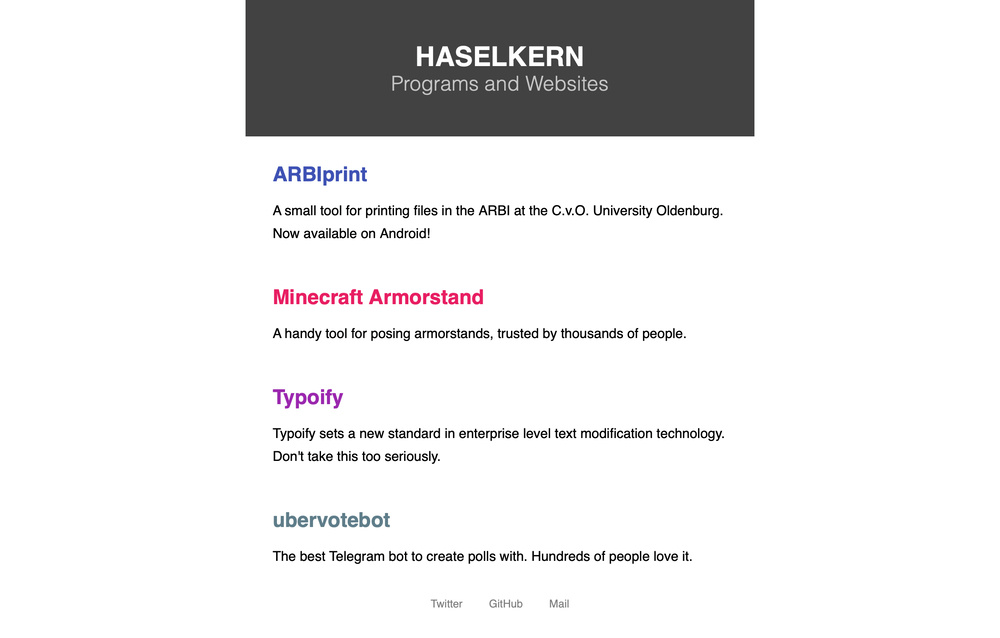 HASELKERN
Programs and Websites
ARBIprint
A small tool for printing files in the ARBI at the C.v.O. University Oldenburg.
Now available on Android!
Minecraft Armorstand
A handy tool for posing armorstands, trusted by thousands of people.
Typoify
Typoify sets a new standard in enterprise level text modification technology.
Don't take this too seriously.
ubervotebot
The best Telegram bot to create polls with. Hundreds of people love it.
Twitter GitHub Mail